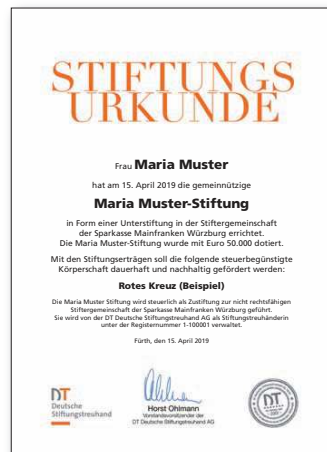 STIFTUNGS
URKUNDE
Frau Maria Muster
hat am 15. April 2019 die gemeinnützige
Maria Muster-Stiftung
in Form einer Unterstiftung in der Stiftergemeinschaft
der Sparkasse Mainfranken Würzburg errichtet.
Die Maria Muster-Stiftung wurde mit Euro 50.000 dotiert.
Mit den Stiftungserträgen soll die folgende steuerbegünstigte
Körperschaft dauerhaft und nachhaltig gefördert werden:
Rotes Kreuz (Beispiel)
Die Maria Muster Stiftung wird steuerlich als Zustiftung zur nicht rechtsfähigen
Stiftergemeinschaft der Sparkasse Mainfranken Würzburg geführt.
Sie wird von der DT Deutsche Stiftungstreuhand AG als Stiftungstreuhänderin
unter der Registernummer 1-100001 verwaltet.
Fürth, den 15. April 2019
DT
Deutsche
Stiftungstreuhand
Horst Ohlmann
Vorstandsvorsitzender der
DT Deutsche Stiftungstreuhand AG
DT